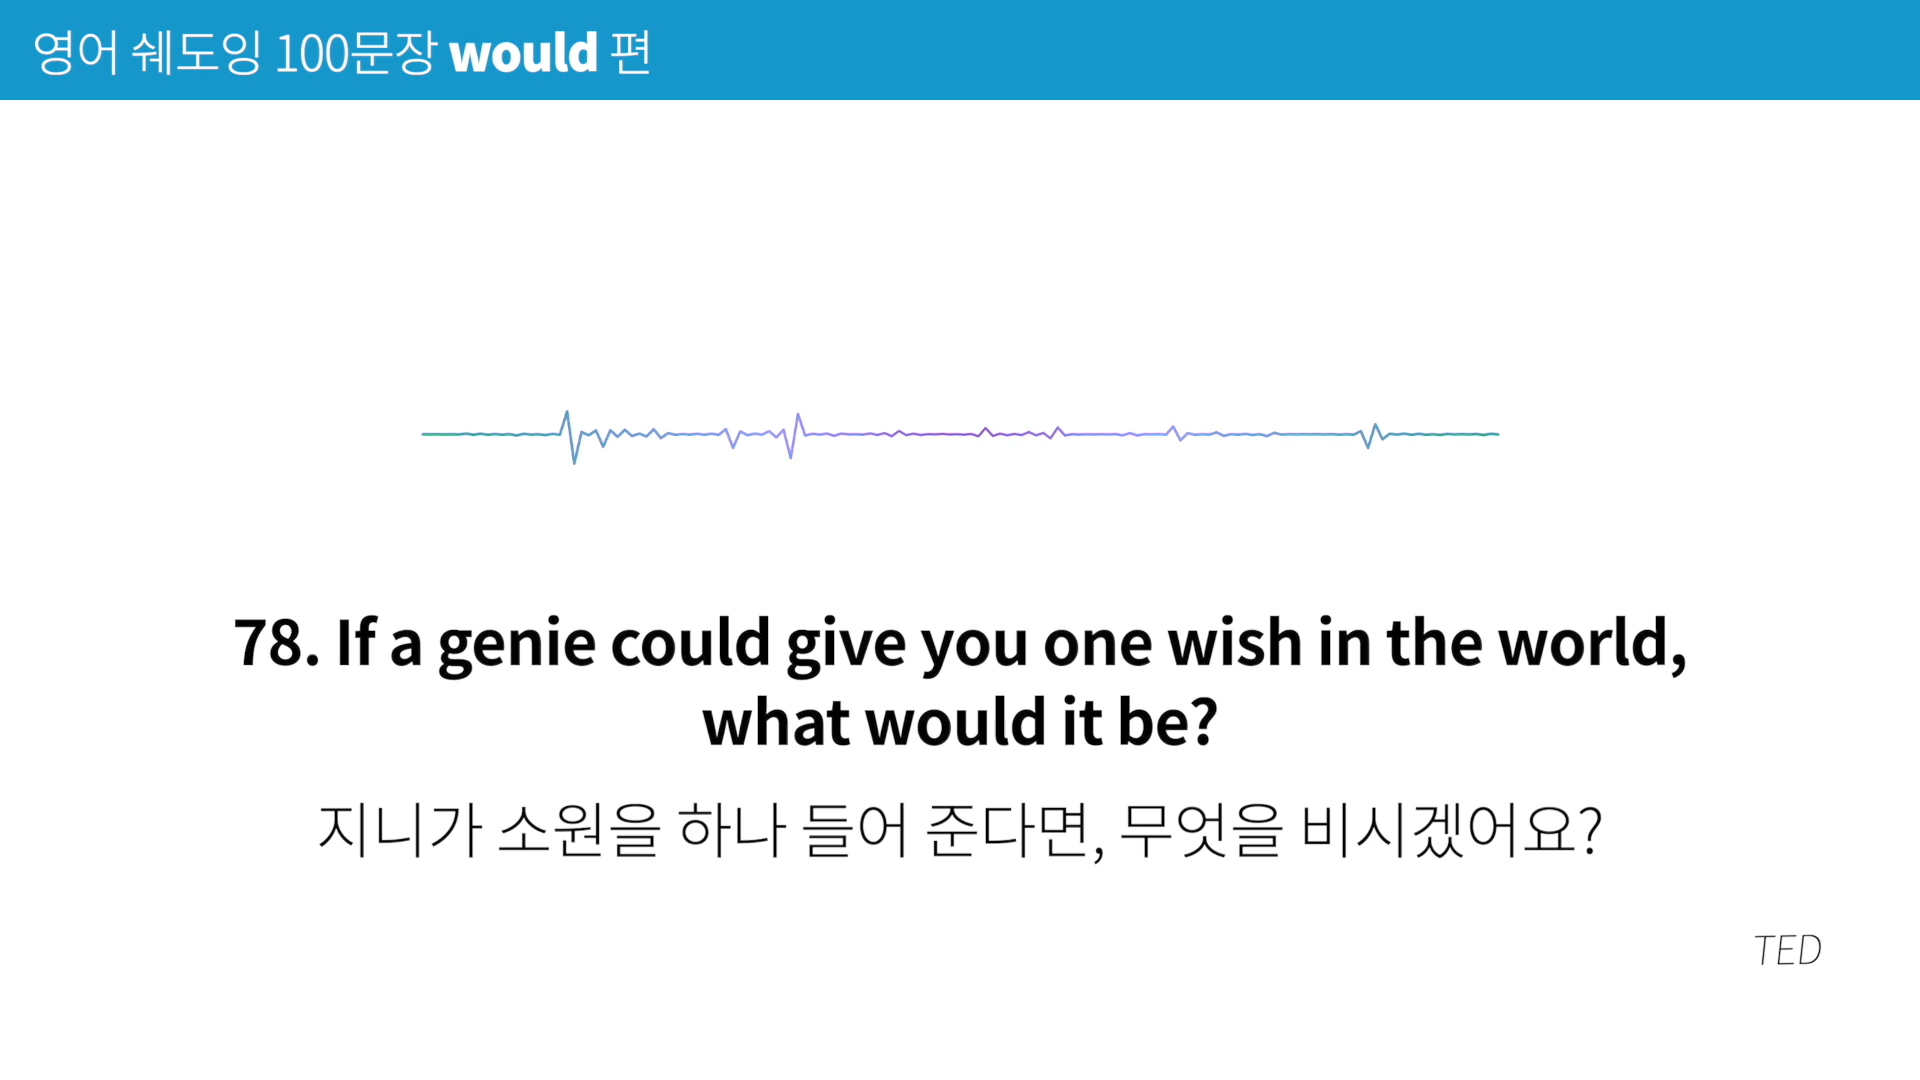 영어 쉐도잉 100문장 would 편
78. If a genie could give you one wish in the world,
what would it be?
지니가 소원을 하나 들어 준다면, 무엇을 비시겠어요?
TED